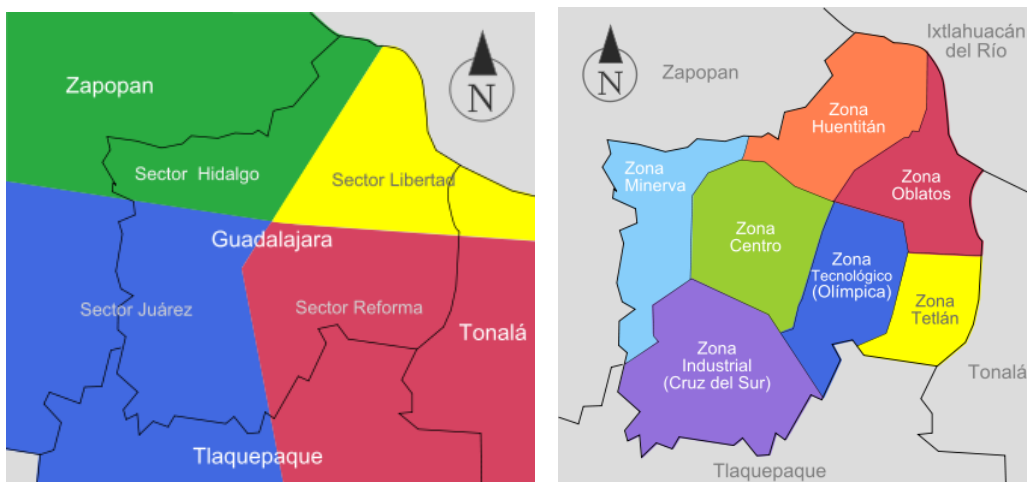 Zapopan
N
Sector Hidalgo
Sector Libertad
Guadalajara
Sector Juárez
Sector Reforma
Tonalá
Tlaquepaque
Ixtlahuacán
del Río
Zapopan
N
Zona
Huentitán
Zona
Minerva
Zona
Oblatos
Zona
Centro
Zona
Tecnológico
(Olímpica)
Zona
Tetlán
Zona
Industrial
(Cruz del Sur)
Tonalá
Tlaquepaque